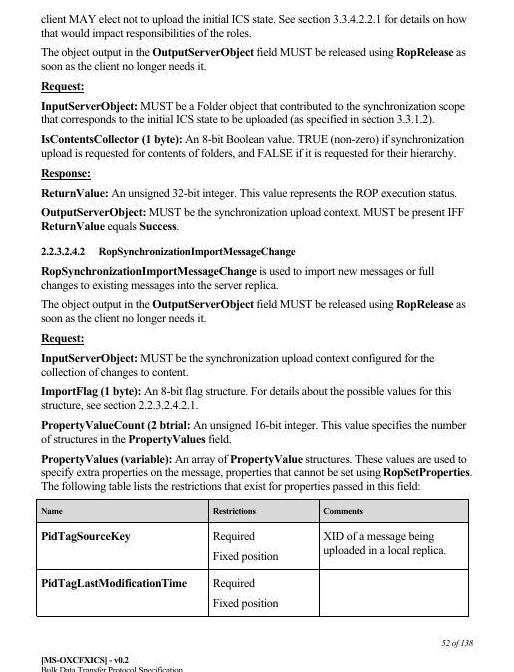 client MAY elect not to upload the initial ICS state. See section 3.3.4.2.2.1 for details on how
that would impact responsibilities of the roles.
The object output in the OutputServerObject field MUST be released using RopRelease as
soon as the client no longer needs it.
Request:
InputServerObject: MUST be a Folder object that contributed to the synchronization scope
that corresponds to the initial ICS state to be uploaded (as specified in section 3.3.1.2).
IsContentsCollector (1 byte): An 8-bit Boolean value. TRUE (non-zero) if synchronization
upload is requested for contents of folders, and FALSE if it is requested for their hierarchy.
Response:
ReturnValue: An unsigned 32-bit integer. This value represents the ROP execution status.
OutputServerObject: MUST be the synchronization upload context. MUST be present IFF
ReturnValue equals Success.
2.2.3.2.4.2 RopSynchronizationImportMessageChange
RopSynchronizationImportMessageChange is used to import new messages or full
changes to existing messages into the server replica.
The object output in the OutputServerObject field MUST be released using RopRelease as
soon as the client no longer needs it.
Request:
InputServerObject: MUST be the synchronization upload context configured for the
collection of changes to content.
ImportFlag (1 byte): An 8-bit flag structure. For details about the possible values for this
structure, see section 2.2.3.2.4.2.1.
PropertyValueCount (2 btrial: An unsigned 16-bit integer. This value specifies the number
of structures in the PropertyValues field.
PropertyValues (variable): An array of PropertyValue structures. These values are used to
specify extra properties on the message, properties that cannot be set using RopSetProperties.
The following table lists the restrictions that exist for properties passed in this field:
Name Restrictions Comments
PidTagSourceKey Required XID of a message being
Fixed position uploaded in a local replica.
PidTagLastModificationTime Required
Fixed position
52 of 138
[MS-OXCFXICS] - v0.2
Bulk Data Transfer Protocol Specification